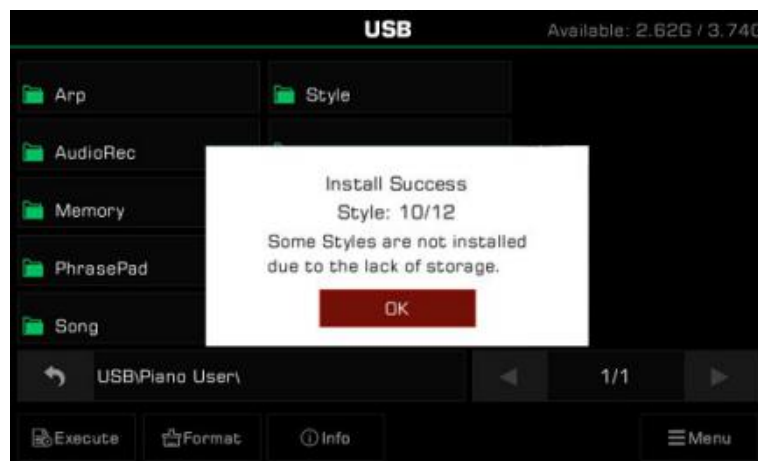 USB
Available: 2.62G / 3.74G
Arp
Style
AudioRec
Memory
PhrasePad
Song
Install Success
Style: 10/12
Some Styles are not installed
due to the lack of storage.
OK
USB\Piano User\
1/1
Execute
Format
Info
Menu